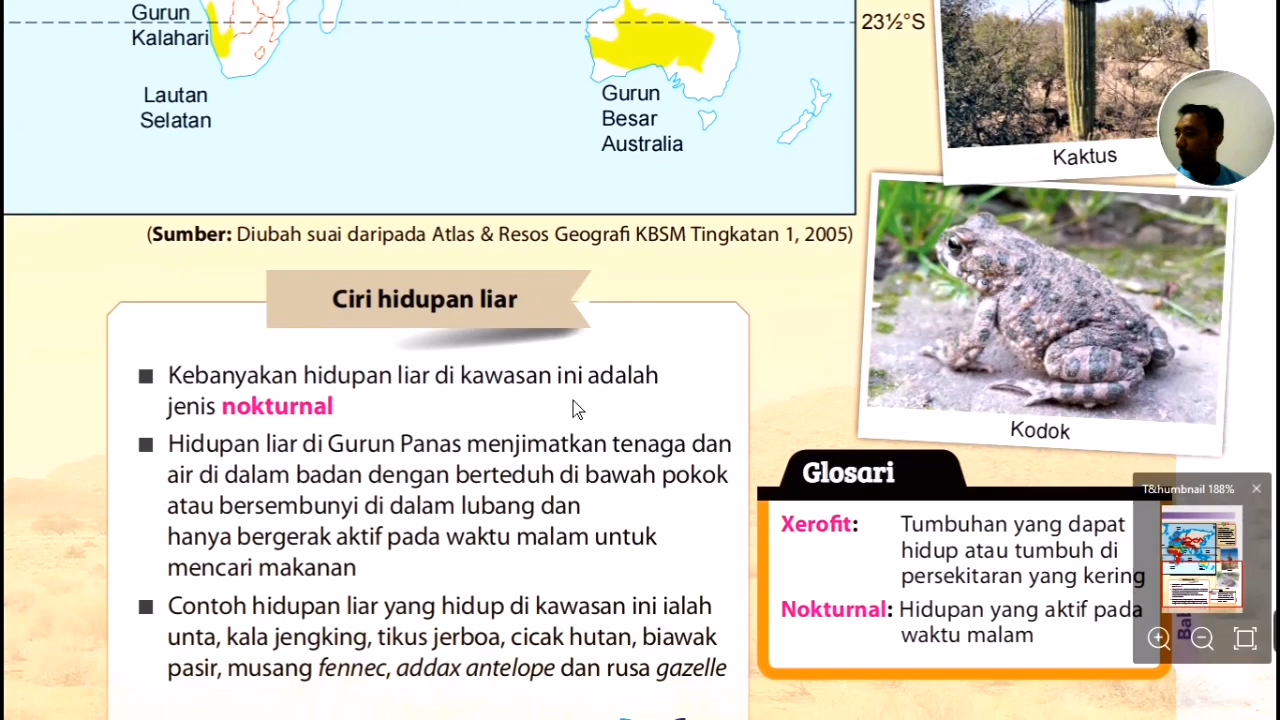 Gurun
Kalahari
23½°S
Lautan
Selatan
Gurun
Besar
Australia
Kaktus
(Sumber: Diubah suai daripada Atlas & Resos Geografi KBSM Tingkatan 1, 2005)
Ciri hidupan liar
Kebanyakan hidupan liar di kawasan ini adalah
jenis nokturnal
Hidupan liar di Gurun Panas menjimatkan tenaga dan
air di dalam badan dengan berteduh di bawah pokok
atau bersembunyi di dalam lubang dan
hanya bergerak aktif pada waktu malam untuk
mencari makanan
Contoh hidupan liar yang hidup di kawasan ini ialah
unta, kala jengking, tikus jerboa, cicak hutan, biawak
pasir, musang fennec, addax antelope dan rusa gazelle
Kodok
Glosari
Xerofit: Tumbuhan yang dapat
hidup atau tumbuh di
persekitaran yang kering
Nokturnal: Hidupan yang aktif pada
waktu malam
T&humbnail 188%
Bab